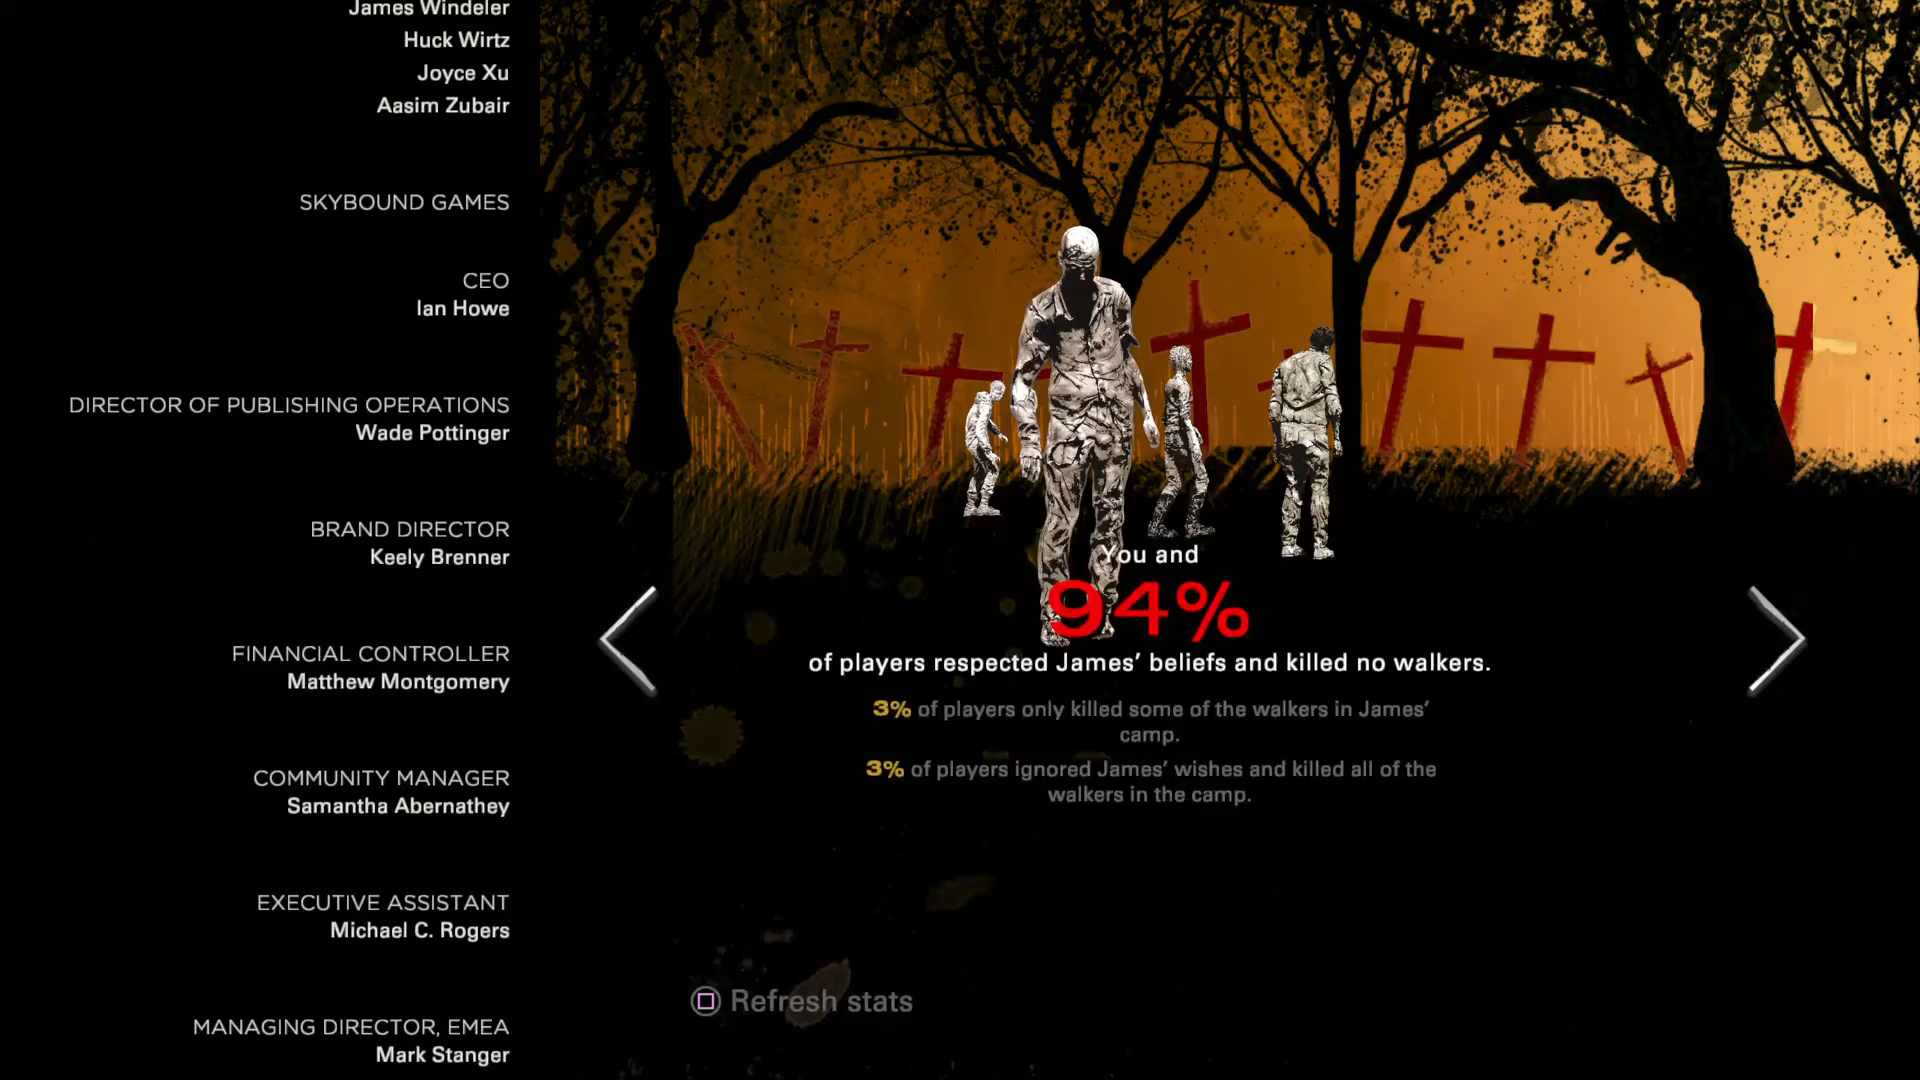 James Windeler
Huck Wirtz
Joyce Xu
Aasim Zubair
SKYBOUND GAMES
CEO
Ian Howe
DIRECTOR OF PUBLISHING OPERATIONS
Wade Pottinger
BRAND DIRECTOR
Keely Brenner
FINANCIAL CONTROLLER
Matthew Montgomery
COMMUNITY MANAGER
Samantha Abernathey
EXECUTIVE ASSISTANT
Michael C. Rogers
MANAGING DIRECTOR, EMEA
Mark Stanger
You and
94%
of players respected James' beliefs and killed no walkers.
3% of players only killed some of the walkers in James'
camp.
3% of players ignored James' wishes and killed all of the
walkers in the camp.
Refresh stats